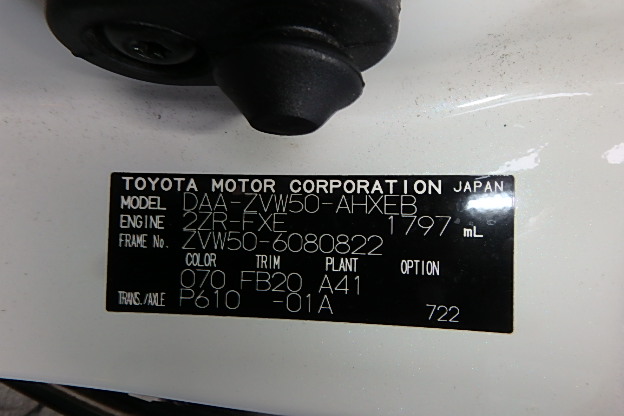 TOYOTA MOTOR CORPORATION JAPAN
MODEL DAA-ZVW50-AHXEB
ENGINE 2ZR-FXE 1797 mL
FRAME No. ZVW50-6080822
COLOR TRIM PLANT OPTION
070 FB20 A41
TRANS./AXLE P610 -01A 722